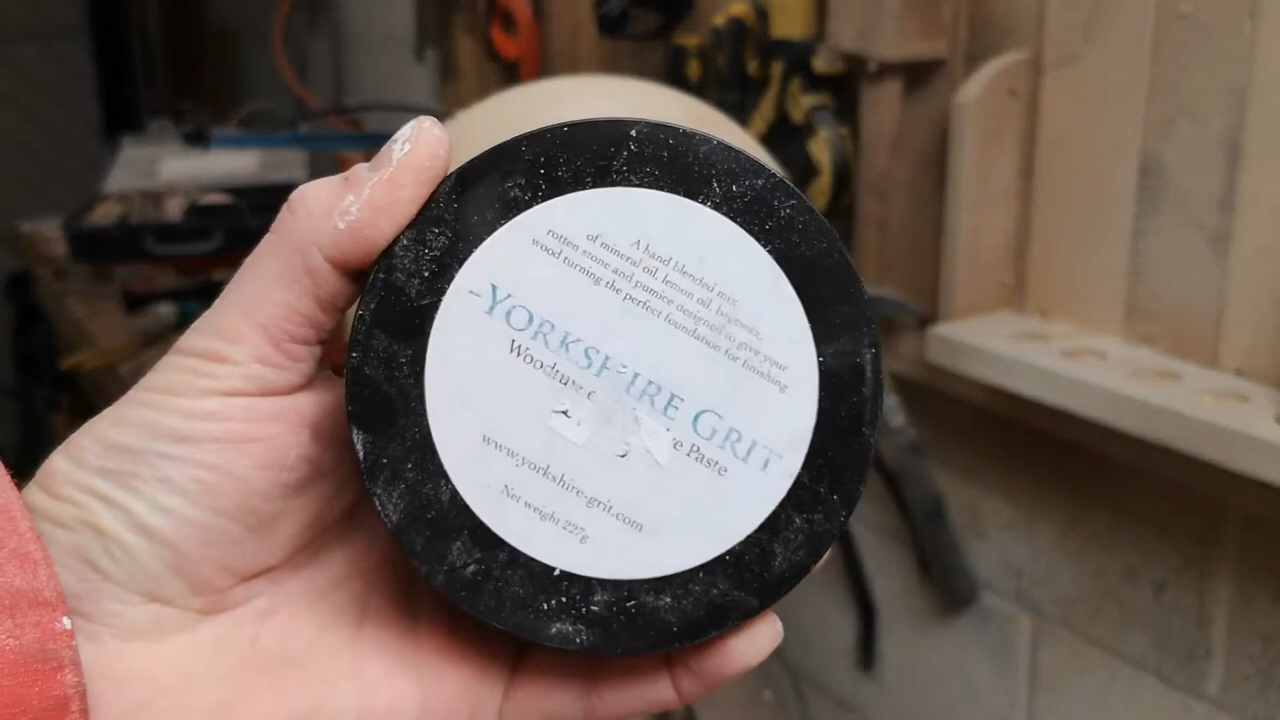 A hand blended mix
of mineral oil, lemon oil, beeswax,
rotten stone and pumice designed to give your
wood turning the perfect foundation for finishing
-YORKSHIRE GRIT
Paste
www.yorkshire-grit.com
Net weight 227g